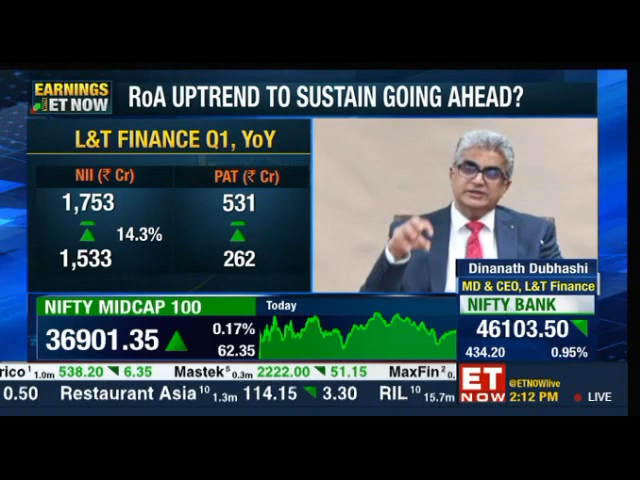 EARNINGS
WITH ET NOW
RoA UPTREND TO SUSTAIN GOING AHEAD?
L&T FINANCE Q1, YoY
NII (₹ Cr) PAT (₹ Cr)
1,753 531
14.3%
1,533 262
Dinanath Dubhashi
MD & CEO, L&T Finance
NIFTY MIDCAP 100 Today
36901.35 0.17%
62.35
NIFTY BANK
46103.50
434.20 0.95%
rico 1 1.0m 538.20 6.35 Mastek 5 0.3m 2222.00 51.15 MaxFin 2 0.
0.50 Restaurant Asia 10 1.3m 114.15 3.30 RIL 10 15.7m
ET NOW
@ETNOWlive
2:12 PM LIVE